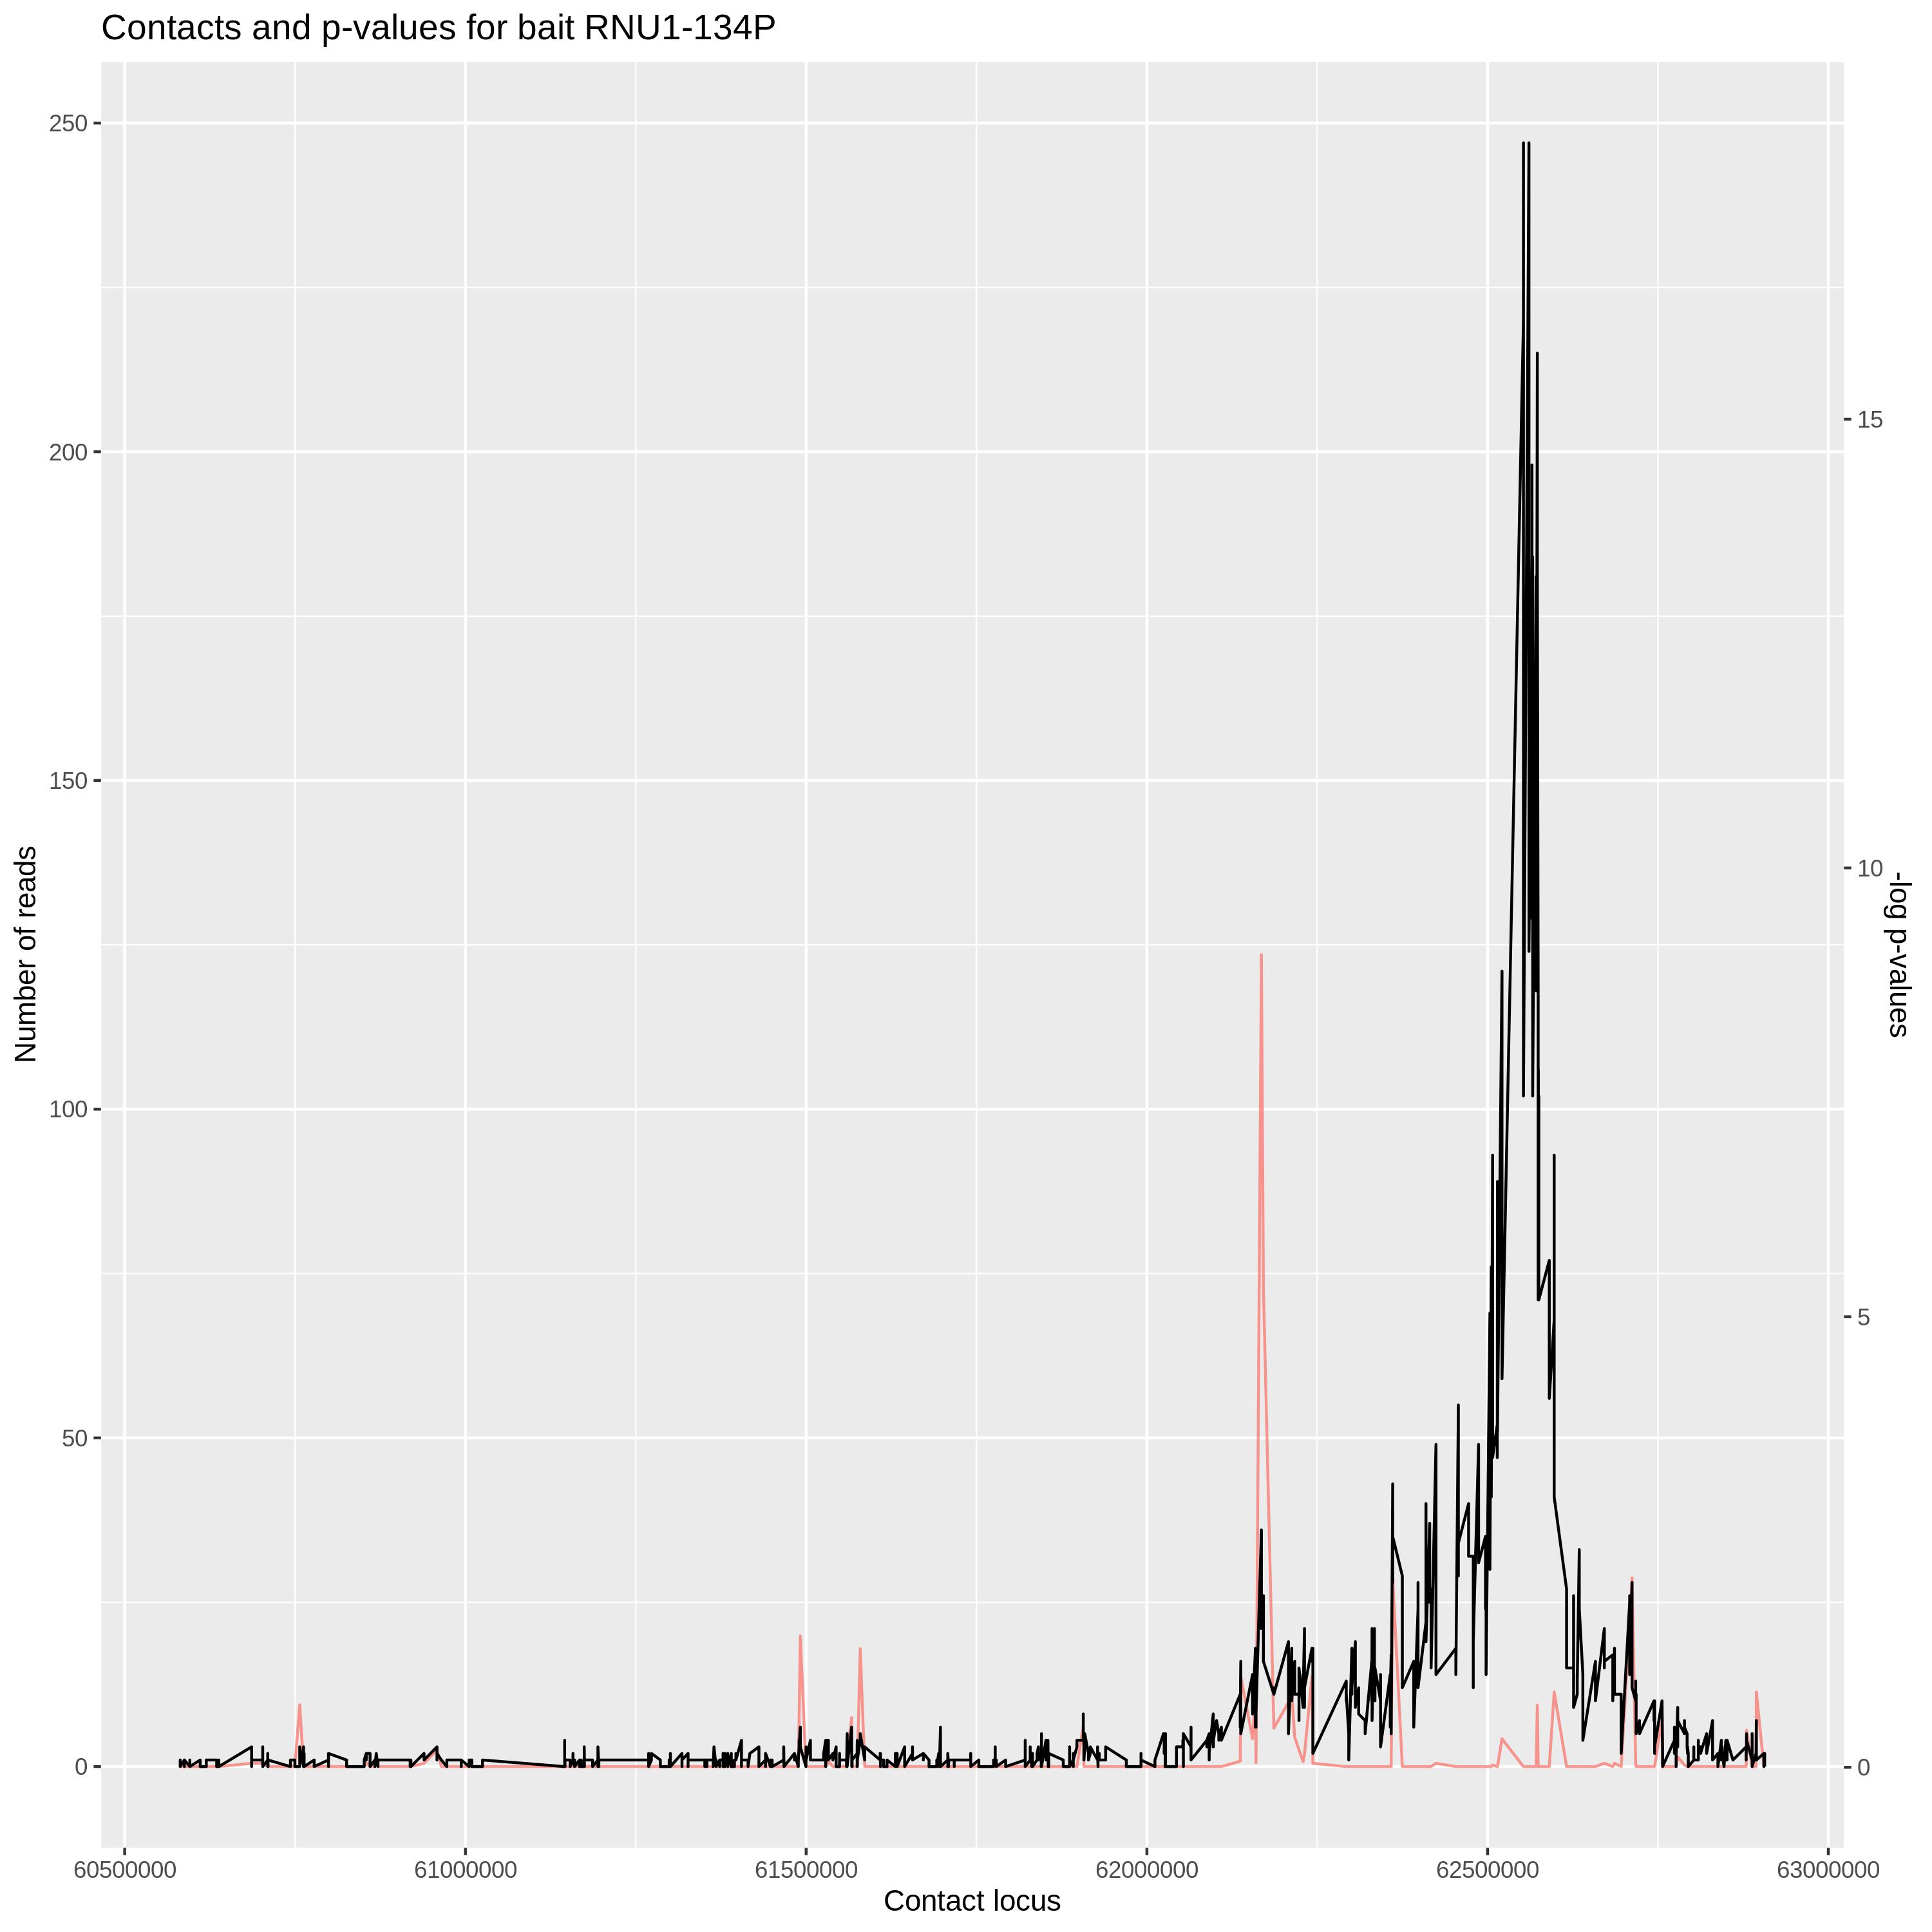 Contacts and p-values for bait RNU1-134P
250
200
150
100
50
0
Number of reads
15
10
5
0
-log p-values
60500000 61000000 61500000 62000000 62500000 63000000
Contact locus